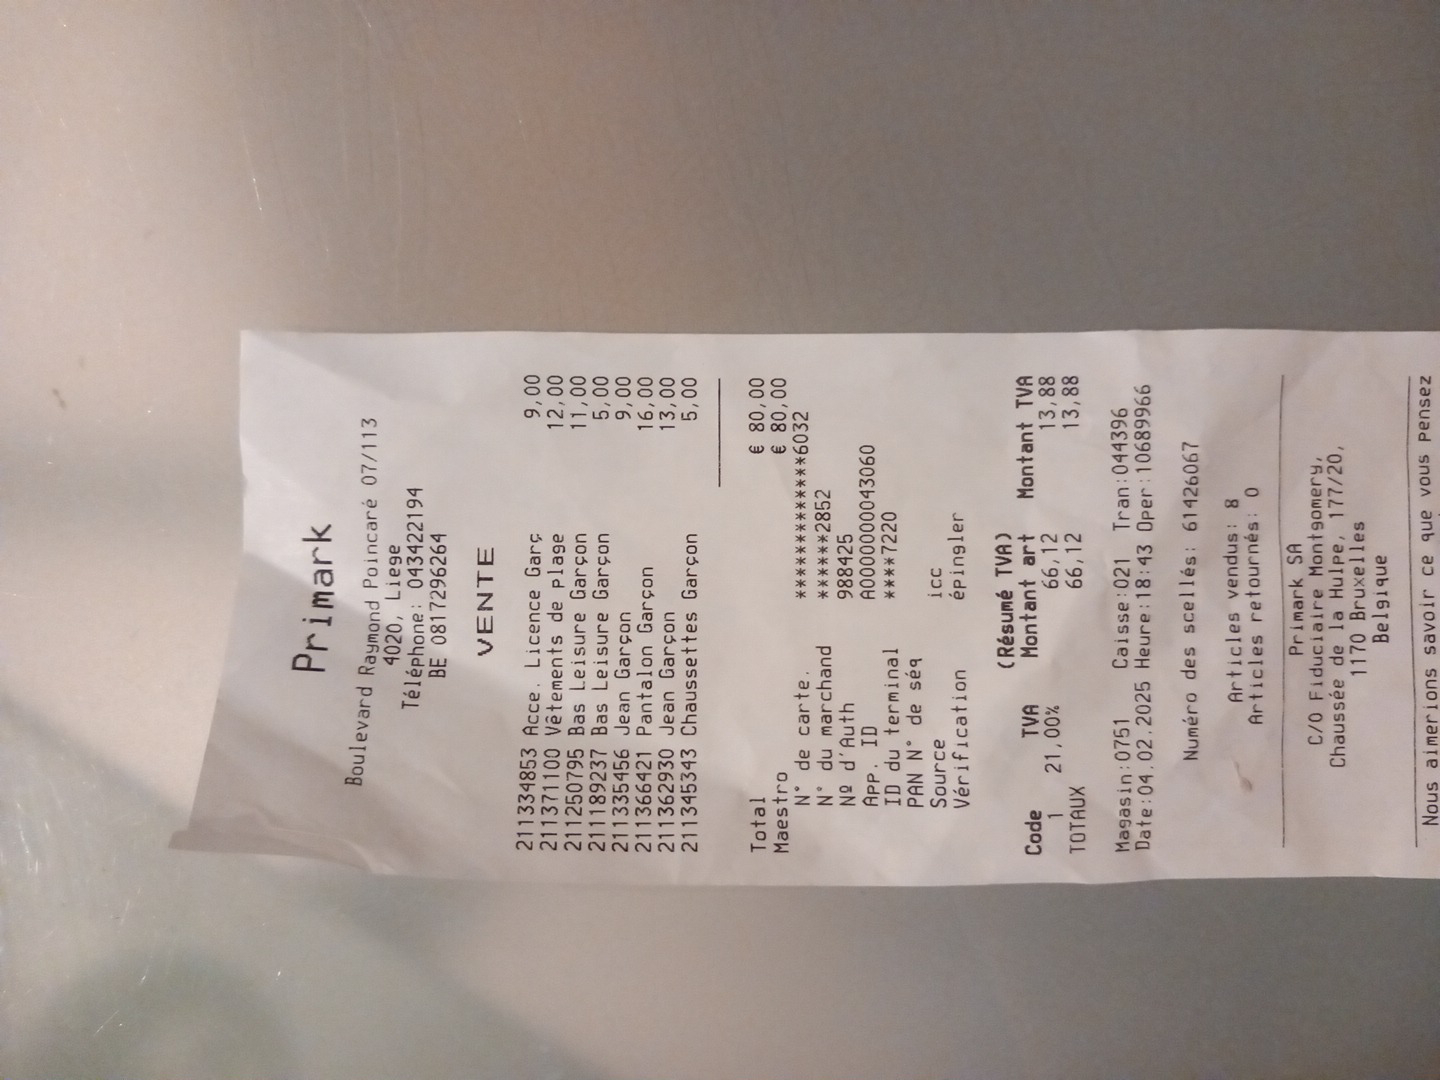 Primark
Boulevard Raymond Poincaré 07/113
4020, Liege
Téléphone: 043422194
BE 0817296264
VENTE
211334853 Acce. Licence Garç 9,00
211371100 Vêtements de plage 12,00
211250795 Bas Leisure Garçon 11,00
211189237 Bas Leisure Garçon 5,00
211335456 Jean Garçon 9,00
211366421 Pantalon Garçon 16,00
211362930 Jean Garçon 13,00
211345343 Chaussettes Garçon 5,00
Total € 80,00
Maestro € 80,00
N° de carte. ************6032
N° du marchand ******2852
Nº d'Auth 988425
App. ID A0000000043060
ID du terminal ****7220
PAN N° de séq
Source icc
Vérification épingler
(Résumé TVA)
Code TVA Montant art Montant TVA
1 21,00% 66,12 13,88
TOTAUX 66,12 13,88
Magasin:0751 Caisse:021 Tran:044396
Date:04.02.2025 Heure:18:43 Oper:10689966
Numéro des scellés: 61426067
Articles vendus: 8
Articles retournés: 0
Primark SA
C/O Fiduciaire Montgomery,
Chaussée de la Hulpe, 177/20,
1170 Bruxelles
Belgique
Nous aimerions savoir ce que vous Pensez